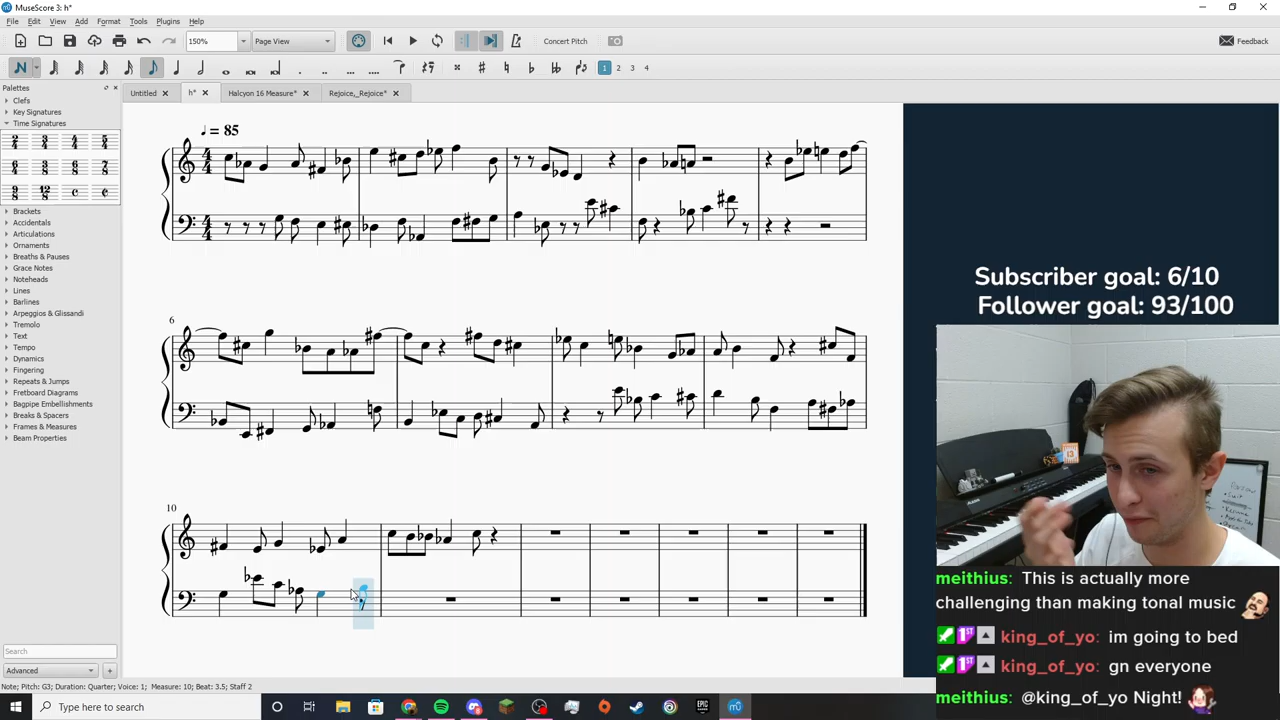 MuseScore 3: h*
File Edit View Add Format Tools Plugins Help
150% Page View Concert Pitch Feedback
1 2 3 4
Palettes
Untitled h* Halcyon 16 Measure* Rejoice,_Rejoice*
Clefs
Key Signatures
Time Signatures
Brackets
Accidentals
Articulations
Ornaments
Breaths & Pauses
Grace Notes
Noteheads
Lines
Barlines
Arpeggios & Glissandi
Tremolo
Text
Tempo
Dynamics
Fingering
Repeats & Jumps
Fretboard Diagrams
Bagpipe Embellishments
Breaks & Spacers
Frames & Measures
Beam Properties
= 85
6
10
Subscriber goal: 6/10
Follower goal: 93/100
meithius: This is actually more
challenging than making tonal music
king_of_yo: im going to bed
king_of_yo: gn everyone
meithius: @king_of_yo Night!
Search
Advanced
Note; Pitch: G3; Duration: Quarter; Voice: 1; Measure: 10; Beat: 3.5; Staff 2
Type here to search